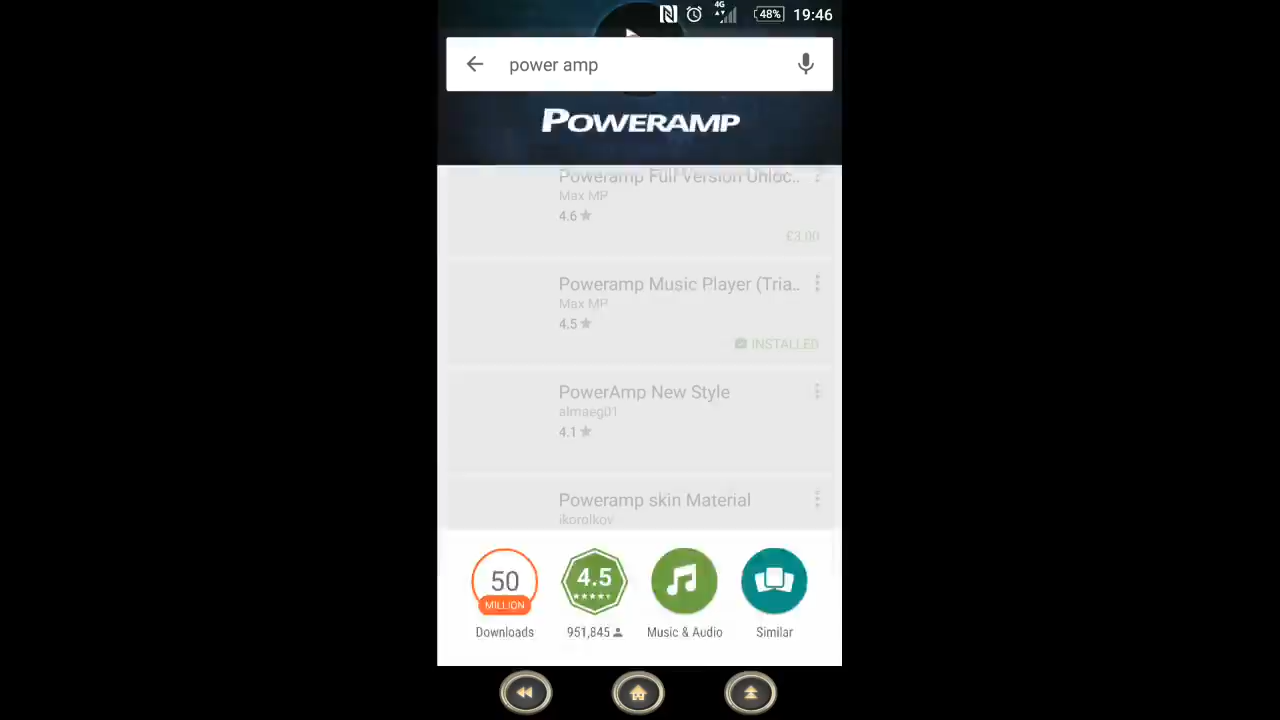 4G
48%
19:46
power amp
POWERAMP
Poweramp Full Version Unloc..
Max MP
4.6
£3.00
Poweramp Music Player (Tria..
Max MP
4.5
INSTALLED
PowerAmp New Style
almaeg01
4.1
Poweramp skin Material
ikorolkov
50
MILLION
4.5
Downloads
951,845
Music & Audio
Similar